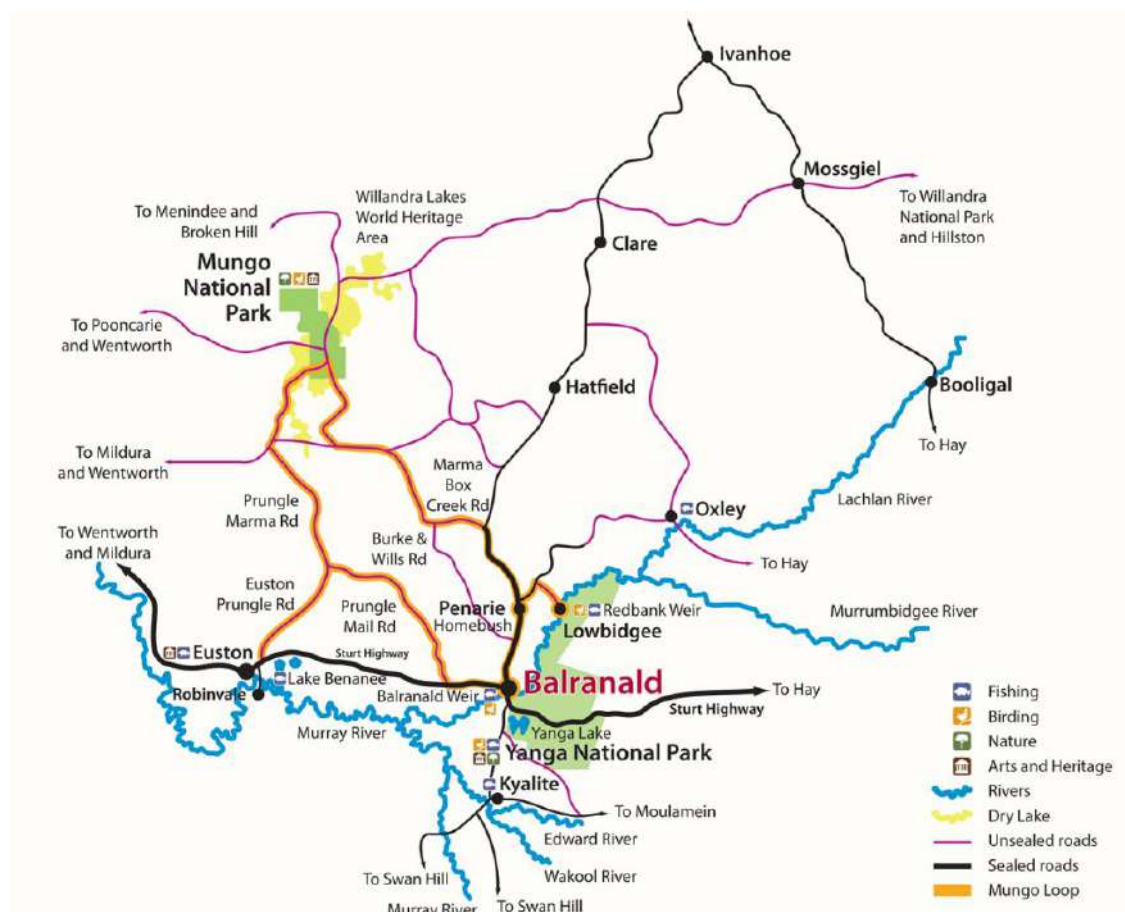 Ivanhoe
Mossgiel
To Willandra
National Park
and Hillston
Willandra Lakes
World Heritage
Area
To Menindee and
Broken Hill
Clare
Mungo
National
Park
To Pooncarie
and Wentworth
Hatfield
Booligal
To Hay
To Mildura
and Wentworth
Marma
Box
Creek Rd
Lachlan River
Prungle
Marma Rd
Oxley
To Wentworth
and Mildura
Burke &
Wills Rd
To Hay
Euston
Prungle Rd
Prungle
Mail Rd
Penarie
Homebush
Redbank Weir
Lowbidgee
Murrumbidgee River
Euston
Sturt Highway
Lake Benanee
Robinvale
Balranald Weir
Balranald
To Hay
Sturt Highway
Murray River
Yanga Lake
Yanga National Park
Kyalite
To Moulamein
Edward River
Wakool River
To Swan Hill
Murray River
To Swan Hill
Fishing
Birding
Nature
Arts and Heritage
Rivers
Dry Lake
Unsealed roads
Sealed roads
Mungo Loop